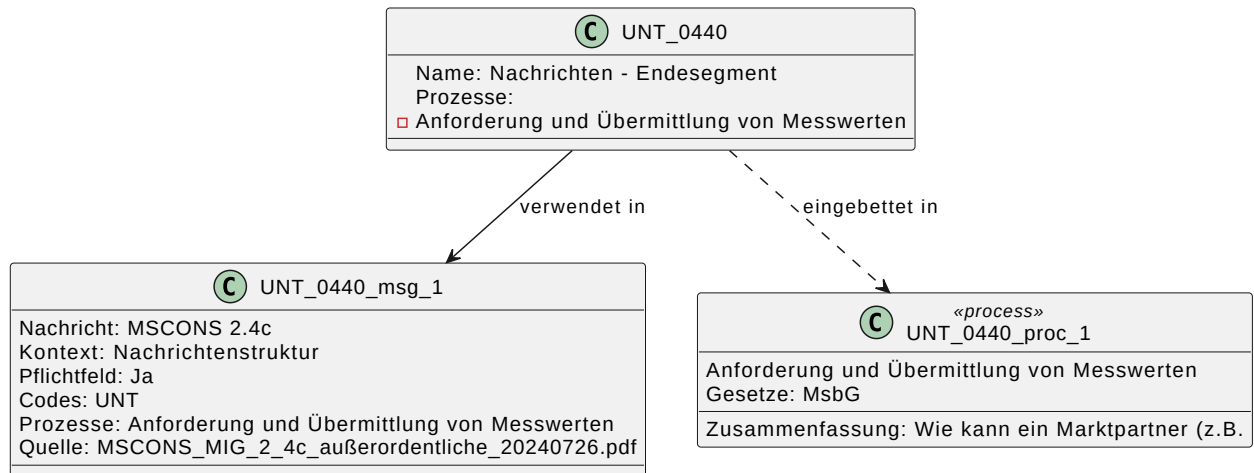 C UNT_0440
Name: Nachrichten - Endesegment
Prozesse:
Anforderung und Übermittlung von Messwerten
verwendet in
eingebettet in
C UNT_0440_msg_1
Nachricht: MSCONS 2.4c
Kontext: Nachrichtenstruktur
Pflichtfeld: Ja
Codes: UNT
Prozesse: Anforderung und Übermittlung von Messwerten
Quelle: MSCONS_MIG_2_4c_außerordentliche_20240726.pdf
«process»
C UNT_0440_proc_1
Anforderung und Übermittlung von Messwerten
Gesetze: MsbG
Zusammenfassung: Wie kann ein Marktpartner (z.B.